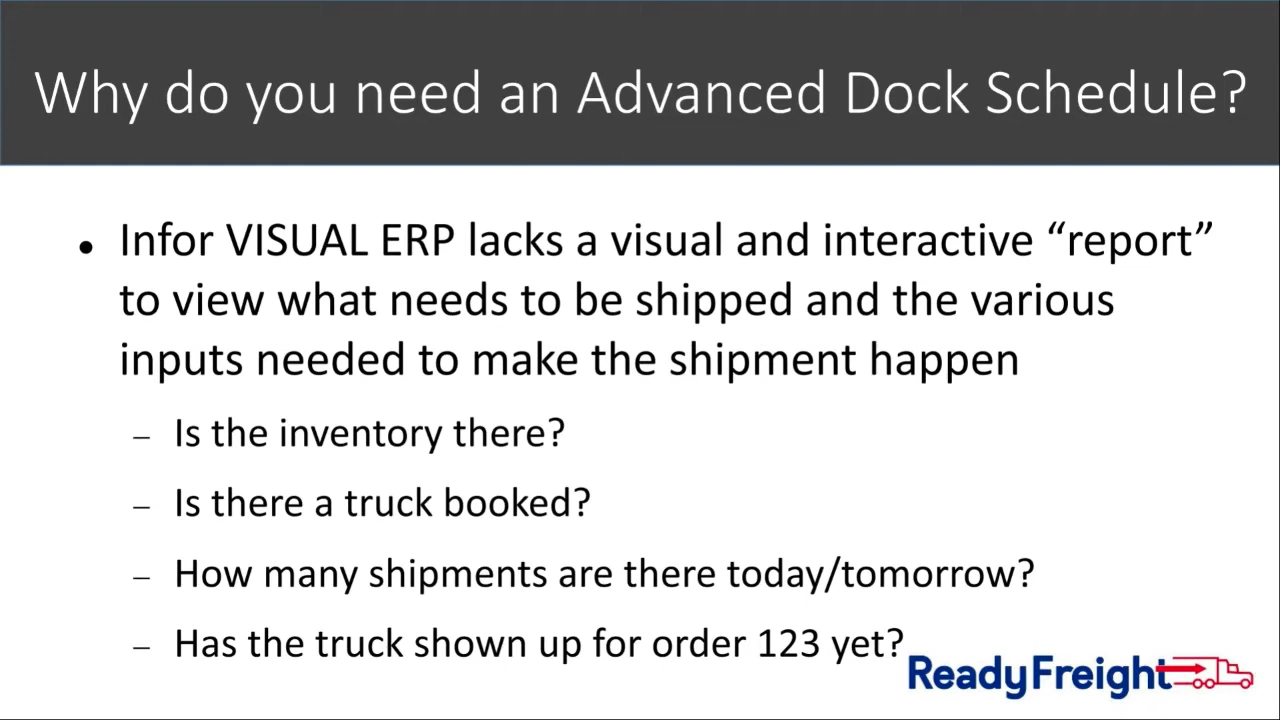 Why do you need an Advanced Dock Schedule?
• Infor VISUAL ERP lacks a visual and interactive “report”
to view what needs to be shipped and the various
inputs needed to make the shipment happen
– Is the inventory there?
– Is there a truck booked?
– How many shipments are there today/tomorrow?
– Has the truck shown up for order 123 yet?
ReadyFreight